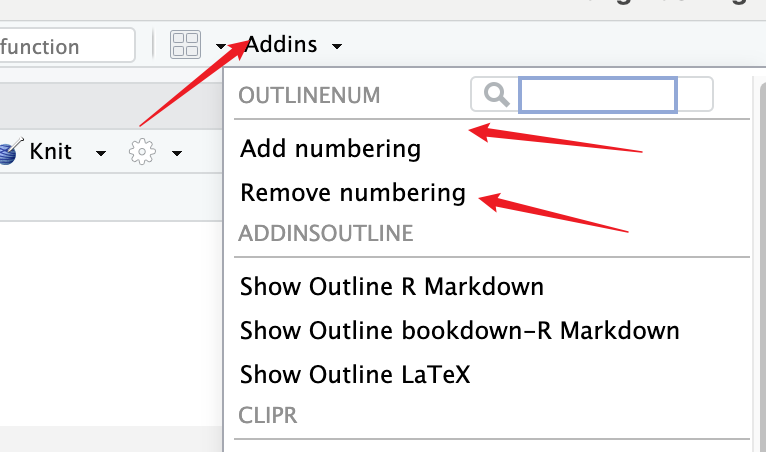 function
Addins
OUTLINENUM
Add numbering
Knit
Remove numbering
ADDINSOUTLINE
Show Outline R Markdown
Show Outline bookdown-R Markdown
Show Outline LaTeX
CLIPR